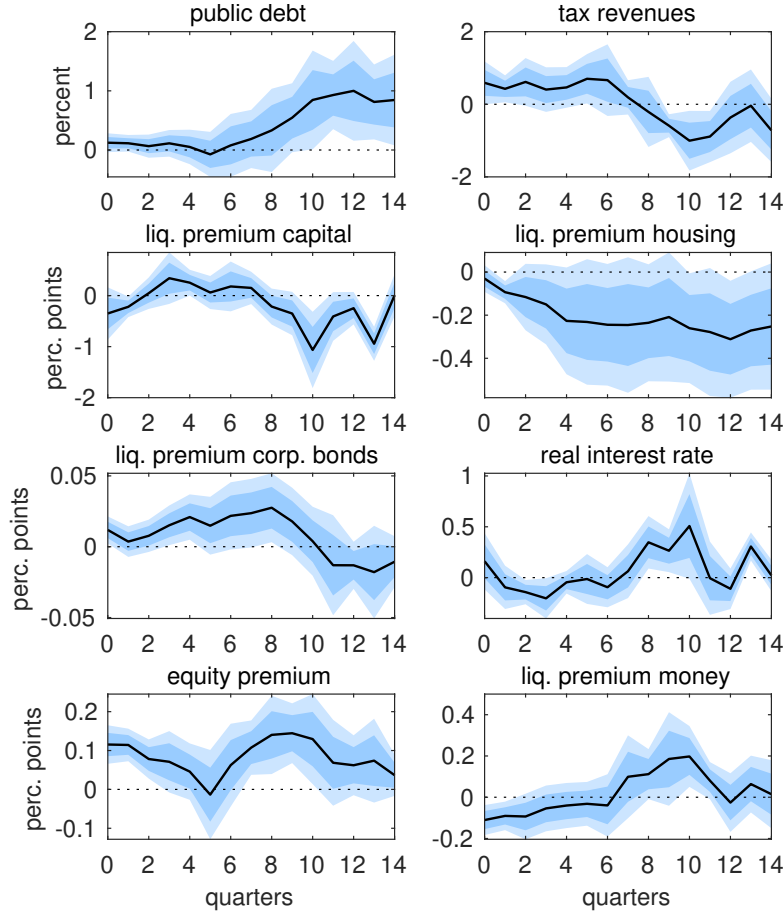 public debt
tax revenues
percent
2
1
0
0 2 4 6 8 10 12 14
2
0
-2
0 2 4 6 8 10 12 14
liq. premium capital
liq. premium housing
perc. points
0
-1
-2
0 2 4 6 8 10 12 14
0
-0.2
-0.4
0 2 4 6 8 10 12 14
liq. premium corp. bonds
real interest rate
perc. points
0.05
0
-0.05
0 2 4 6 8 10 12 14
1
0.5
0
0 2 4 6 8 10 12 14
equity premium
liq. premium money
perc. points
0.2
0.1
0
-0.1
0 2 4 6 8 10 12 14
quarters
0.4
0.2
0
-0.2
0 2 4 6 8 10 12 14
quarters